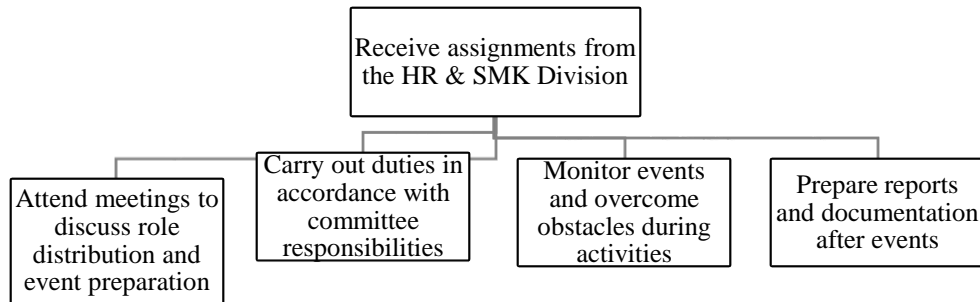 Receive assignments from
the HR & SMK Division
Attend meetings to
discuss role
distribution and
event preparation
Carry out duties in
accordance with
committee
responsibilities
Monitor events
and overcome
obstacles during
activities
Prepare reports
and documentation
after events